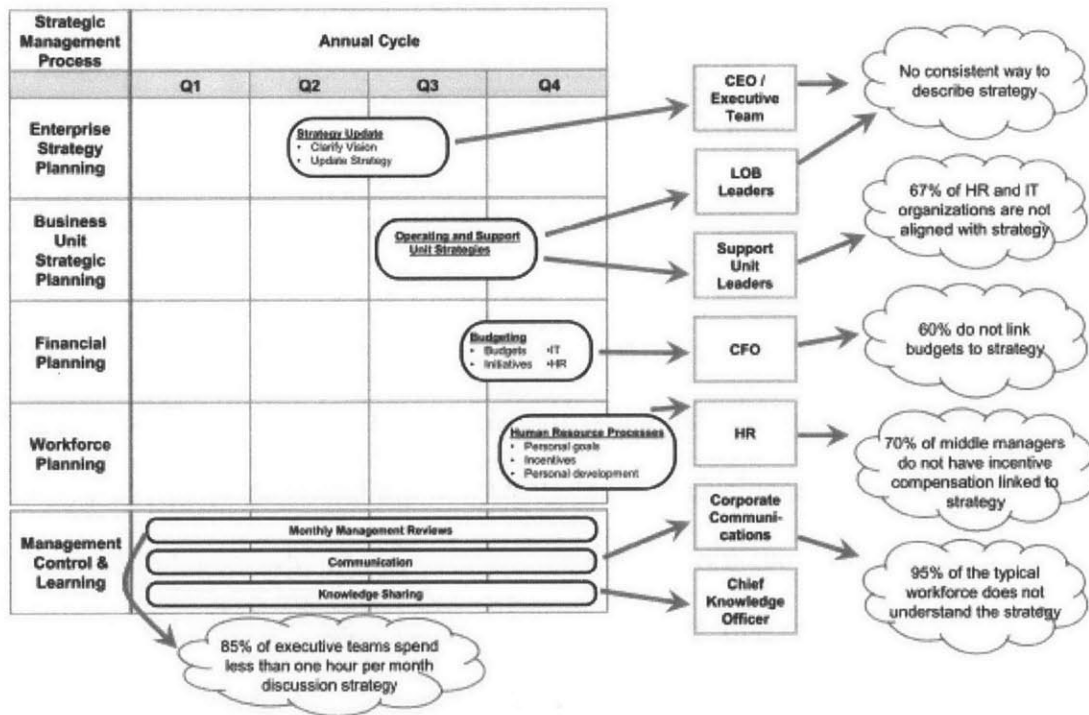 Strategic
Management
Process
Annual Cycle
Q1
Q2
Q3
Q4
Enterprise
Strategy
Planning
Strategy Update
• Clarify Vision
• Update Strategy
Business
Unit
Strategic
Planning
Operating and Support
Unit Strategies
Financial
Planning
Budgeting
• Budgets •IT
• Initiatives •HR
Workforce
Planning
Human Resource Processes
• Personal goals
• Incentives
• Personal development
Management
Control &
Learning
Monthly Management Reviews
Communication
Knowledge Sharing
CEO /
Executive
Team
LOB
Leaders
Support
Unit
Leaders
CFO
HR
Corporate
Communi-
cations
Chief
Knowledge
Officer
No consistent way to
describe strategy
67% of HR and IT
organizations are not
aligned with strategy
60% do not link
budgets to strategy
70% of middle managers
do not have incentive
compensation linked to
strategy
95% of the typical
workforce does not
understand the strategy
85% of executive teams spend
less than one hour per month
discussion strategy